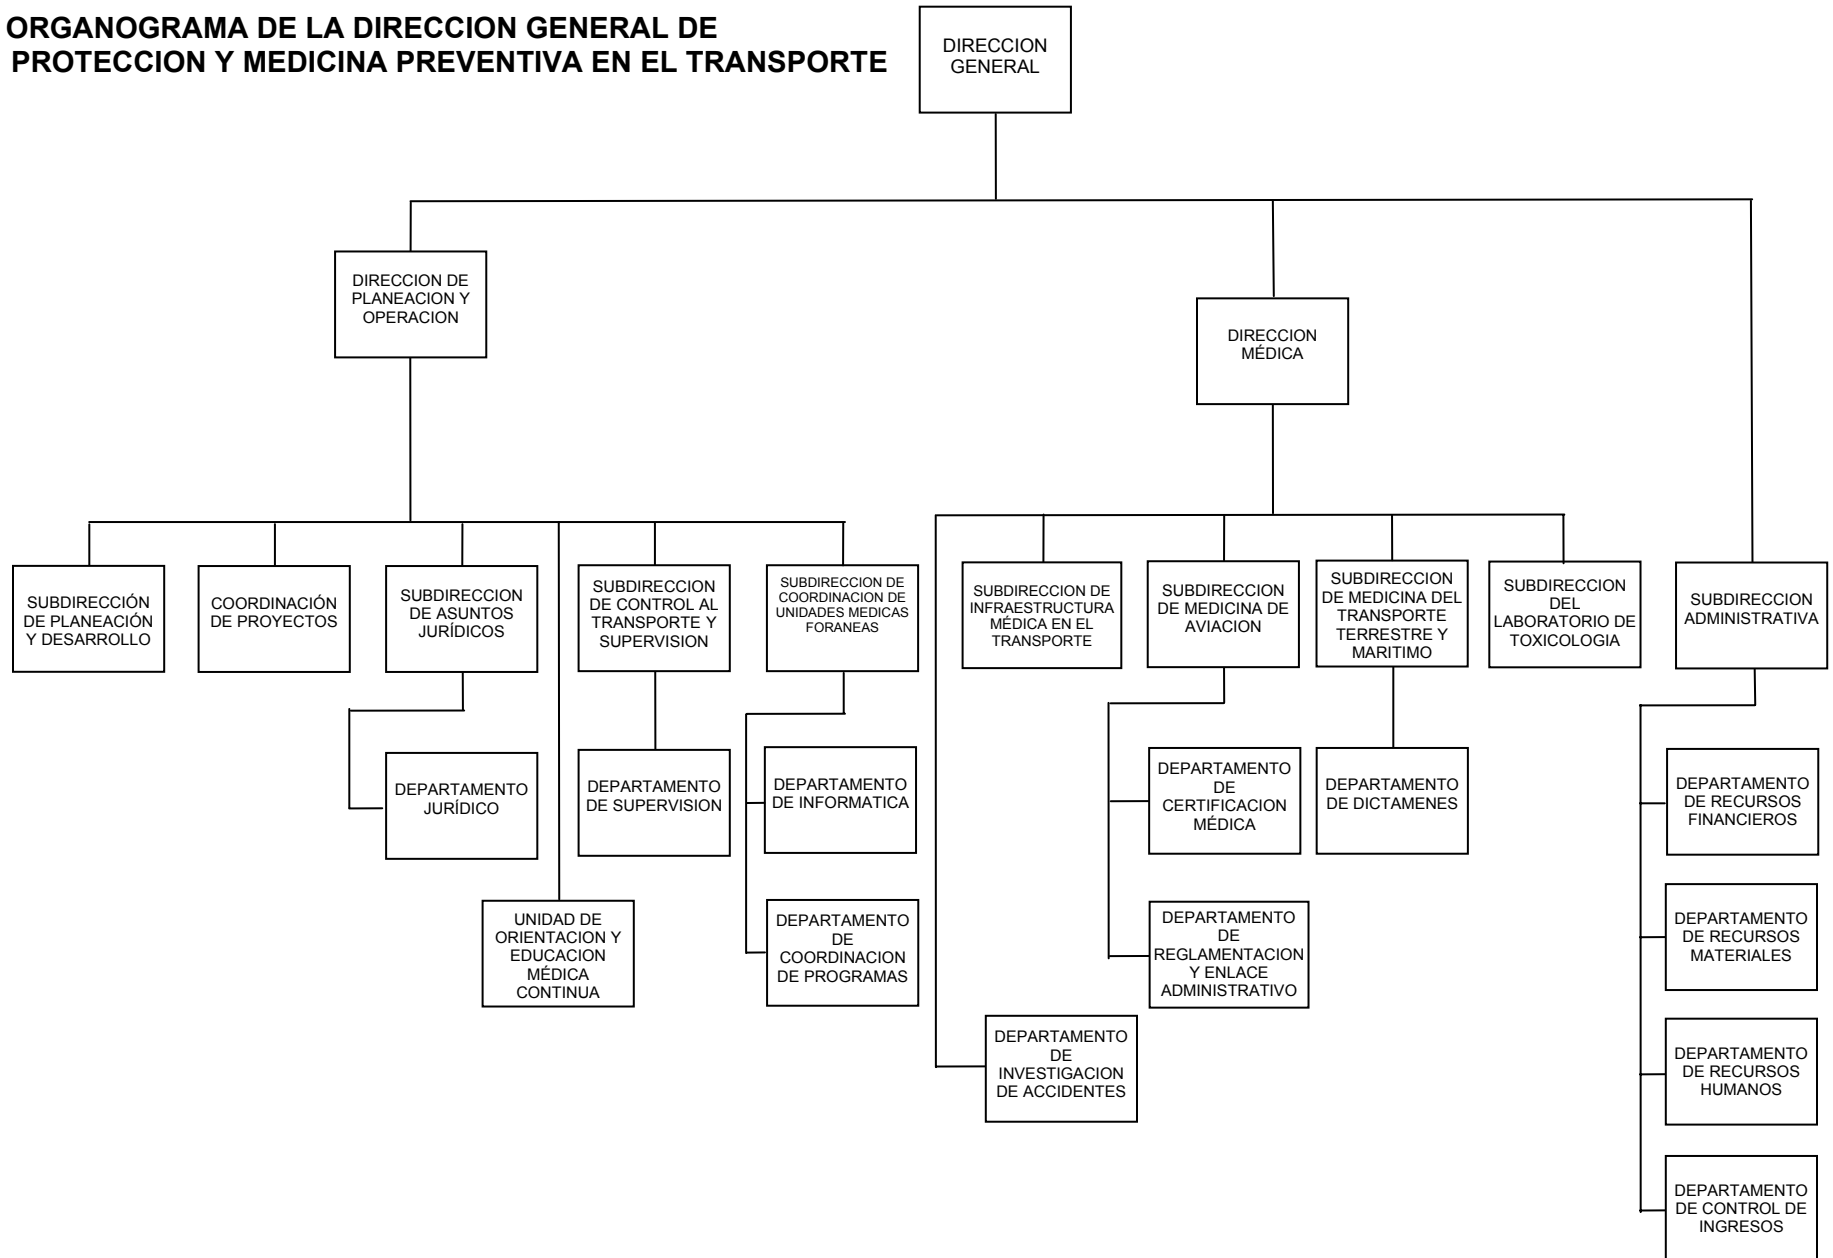 ORGANOGRAMA DE LA DIRECCION GENERAL DE
PROTECCION Y MEDICINA PREVENTIVA EN EL TRANSPORTE
DIRECCION
GENERAL
DIRECCION DE
PLANEACION Y
OPERACION
DIRECCION
MÉDICA
SUBDIRECCIÓN
DE PLANEACIÓN
Y DESARROLLO
COORDINACIÓN
DE PROYECTOS
SUBDIRECCION
DE ASUNTOS
JURÍDICOS
SUBDIRECCION
DE CONTROL AL
TRANSPORTE Y
SUPERVISION
SUBDIRECCION DE
COORDINACION DE
UNIDADES MEDICAS
FORANEAS
SUBDIRECCION DE
INFRAESTRUCTURA
MÉDICA EN EL
TRANSPORTE
SUBDIRECCION
DE MEDICINA DE
AVIACION
SUBDIRECCION
DE MEDICINA DEL
TRANSPORTE
TERRESTRE Y
MARITIMO
SUBDIRECCION
DEL
LABORATORIO DE
TOXICOLOGIA
SUBDIRECCION
ADMINISTRATIVA
DEPARTAMENTO
JURÍDICO
DEPARTAMENTO
DE SUPERVISION
DEPARTAMENTO
DE INFORMATICA
DEPARTAMENTO
DE
CERTIFICACION
MÉDICA
DEPARTAMENTO
DE DICTAMENES
DEPARTAMENTO
DE RECURSOS
FINANCIEROS
UNIDAD DE
ORIENTACION Y
EDUCACION
MÉDICA
CONTINUA
DEPARTAMENTO
DE
COORDINACION
DE PROGRAMAS
DEPARTAMENTO
DE
REGLAMENTACION
Y ENLACE
ADMINISTRATIVO
DEPARTAMENTO
DE RECURSOS
MATERIALES
DEPARTAMENTO
DE
INVESTIGACION
DE ACCIDENTES
DEPARTAMENTO
DE RECURSOS
HUMANOS
DEPARTAMENTO
DE CONTROL DE
INGRESOS